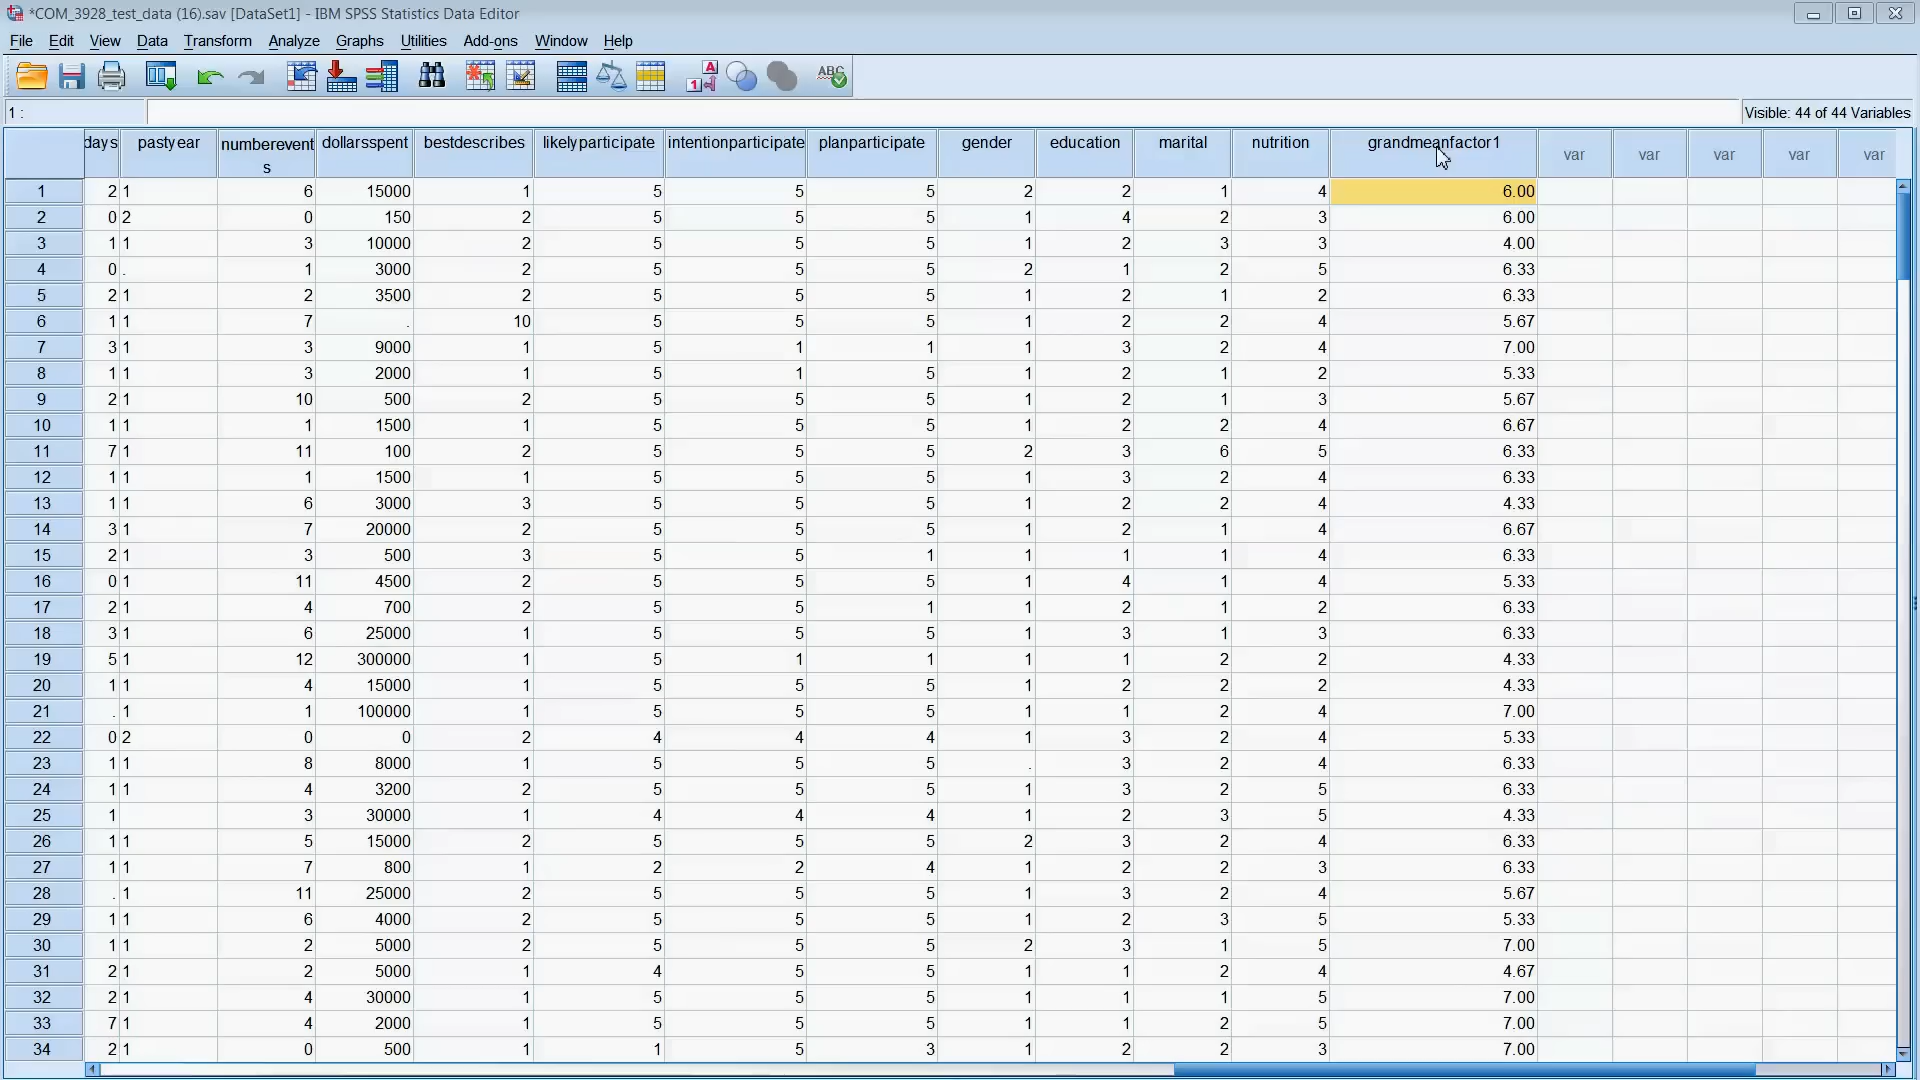 *COM_3928_test_data (16).sav [DataSet1] - IBM SPSS Statistics Data Editor
File Edit View Data Transform Analyze Graphs Utilities Add-ons Window Help
1 : Visible: 44 of 44 Variables
days pastyear numberevents dollarsspent bestdescribes likelyparticipate intentionparticipate planparticipate gender education marital nutrition grandmeanfactor1 var var var var var
1 2 1 6 15000 1 5 5 5 2 2 1 4 6.00
2 0 2 0 150 2 5 5 5 1 4 2 3 6.00
3 1 1 3 10000 2 5 5 5 1 2 3 3 4.00
4 0 . 1 3000 2 5 5 5 2 1 2 5 6.33
5 2 1 2 3500 2 5 5 5 1 2 1 2 6.33
6 1 1 7 . 10 5 5 5 1 2 2 4 5.67
7 3 1 3 9000 1 5 1 1 1 3 2 4 7.00
8 1 1 3 2000 1 5 1 5 1 2 1 2 5.33
9 2 1 10 500 2 5 5 5 1 2 1 3 5.67
10 1 1 1 1500 1 5 5 5 1 2 2 4 6.67
11 7 1 11 100 2 5 5 5 2 3 6 5 6.33
12 1 1 1 1500 1 5 5 5 1 3 2 4 6.33
13 1 1 6 3000 3 5 5 5 1 2 2 4 4.33
14 3 1 7 20000 2 5 5 5 1 2 1 4 6.67
15 2 1 3 500 3 5 5 1 1 1 1 4 6.33
16 0 1 11 4500 2 5 5 5 1 4 1 4 5.33
17 2 1 4 700 2 5 5 1 1 2 1 2 6.33
18 3 1 6 25000 1 5 5 5 1 3 1 3 6.33
19 5 1 12 300000 1 5 1 1 1 1 2 2 4.33
20 1 1 4 15000 1 5 5 5 1 2 2 2 4.33
21 . 1 1 100000 1 5 5 5 1 1 2 4 7.00
22 0 2 0 0 2 4 4 4 1 3 2 4 5.33
23 1 1 8 8000 1 5 5 5 . 3 2 4 6.33
24 1 1 4 3200 2 5 5 5 1 3 2 5 6.33
25 1 3 30000 1 4 4 4 1 2 3 5 4.33
26 1 1 5 15000 2 5 5 5 2 3 2 4 6.33
27 1 1 7 800 1 2 2 4 1 2 2 3 6.33
28 . 1 11 25000 2 5 5 5 1 3 2 4 5.67
29 1 1 6 4000 2 5 5 5 1 2 3 5 5.33
30 1 1 2 5000 2 5 5 5 2 3 1 5 7.00
31 2 1 2 5000 1 4 5 5 1 1 2 4 4.67
32 2 1 4 30000 1 5 5 5 1 1 1 5 7.00
33 7 1 4 2000 1 5 5 5 1 1 2 5 7.00
34 2 1 0 500 1 1 5 3 1 2 2 3 7.00